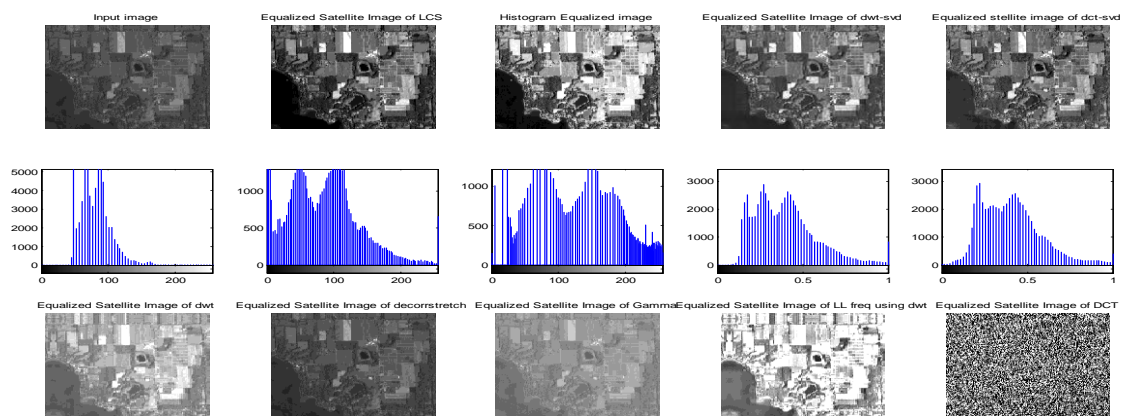 Input image
Equalized Satellite Image of LCS
Histogram Equalized image
Equalized Satellite Image of dwt-svd
Equalized stellite image of dct-svd
5000
4000
3000
2000
1000
0
0 200
1000
500
0
0 100 200
1000
500
0
0 100 200
3000
2000
1000
0
0 0.5 1
3000
2000
1000
0
0 0.5 1
Equalized Satellite Image of dwt
Equalized Satellite Image of decorrstretch
Equalized Satellite Image of Gamma
Equalized Satellite Image of LL freq using dwt
Equalized Satellite Image of DCT